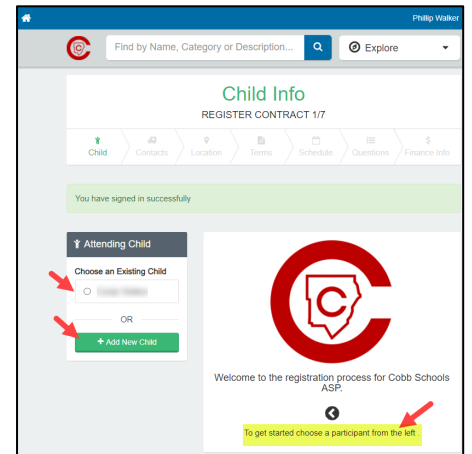 Phillip Walker
C
Find by Name, Category or Description...
Explore
Child Info
REGISTER CONTRACT 1/7
Child
Contacts
Location
Terms
Schedule
Questions
Finance Info
You have signed in successfully
Attending Child
Choose an Existing Child
OR
+ Add New Child
C
Welcome to the registration process for Cobb Schools
ASP.
To get started choose a participant from the left .